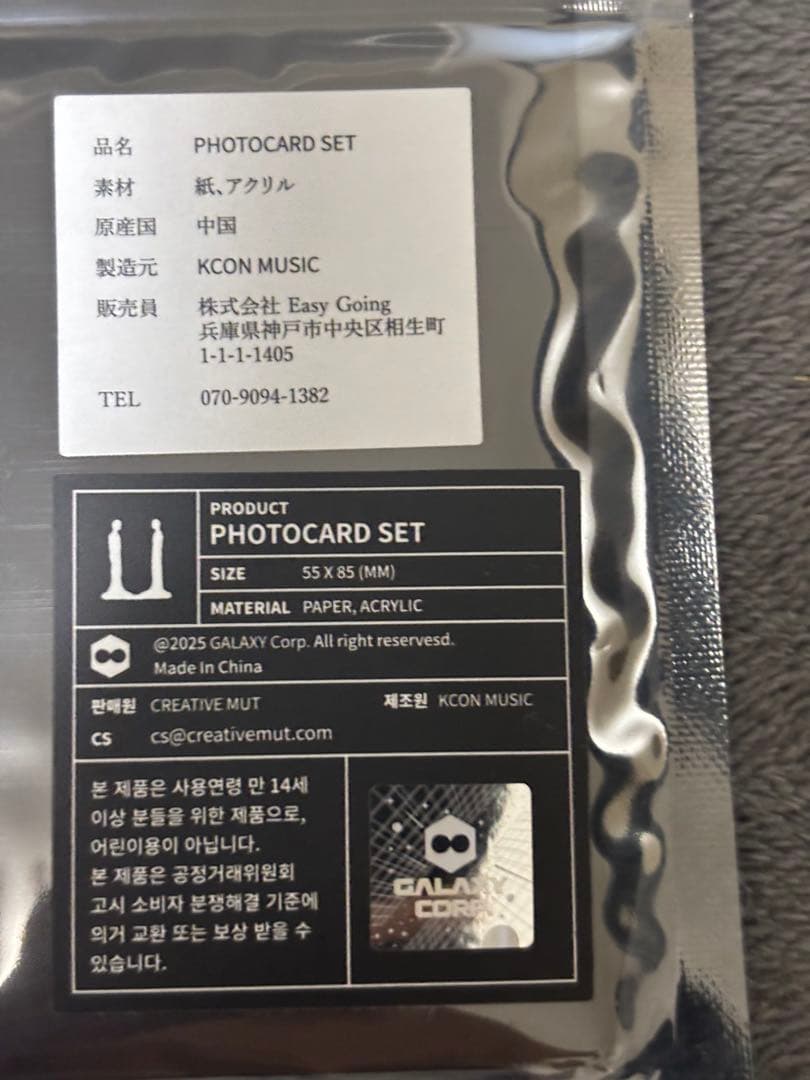 品名 PHOTOCARD SET
素材 紙、アクリル
原産国 中国
製造元 KCON MUSIC
販売員 株式会社 Easy Going
兵庫県神戸市中央区相生町
1-1-1-1405
TEL 070-9094-1382
PRODUCT
PHOTOCARD SET
SIZE 55 X 85 (MM)
MATERIAL PAPER, ACRYLIC
@2025 GALAXY Corp. All right reservesd.
Made In China
판매원 CREATIVE MUT 제조원 KCON MUSIC
CS cs@creativemut.com
본 제품은 사용연령 만 14세
이상 분들을 위한 제품으로,
어린이용이 아닙니다.
본 제품은 공정거래위원회
고시 소비자 분쟁해결 기준에
의거 교환 또는 보상 받을 수
있습니다.
GALAXY
CORP.